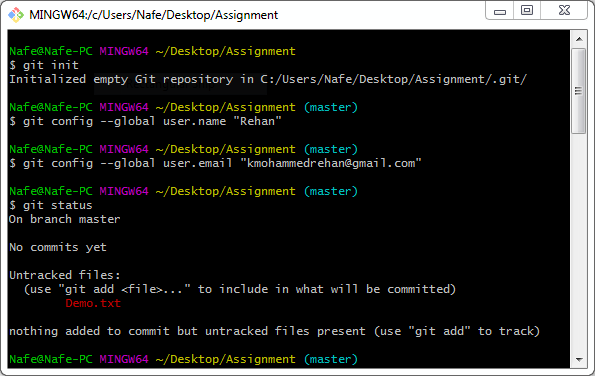 MINGW64:/c/Users/Nafe/Desktop/Assignment
Nafe@Nafe-PC MINGW64 ~/Desktop/Assignment
$ git init
Initialized empty Git repository in C:/Users/Nafe/Desktop/Assignment/.git/
Nafe@Nafe-PC MINGW64 ~/Desktop/Assignment (master)
$ git config --global user.name "Rehan"
Nafe@Nafe-PC MINGW64 ~/Desktop/Assignment (master)
$ git config --global user.email "kmohammedrehan@gmail.com"
Nafe@Nafe-PC MINGW64 ~/Desktop/Assignment (master)
$ git status
On branch master
No commits yet
Untracked files:
  (use "git add <file>..." to include in what will be committed)
        Demo.txt
nothing added to commit but untracked files present (use "git add" to track)
Nafe@Nafe-PC MINGW64 ~/Desktop/Assignment (master)